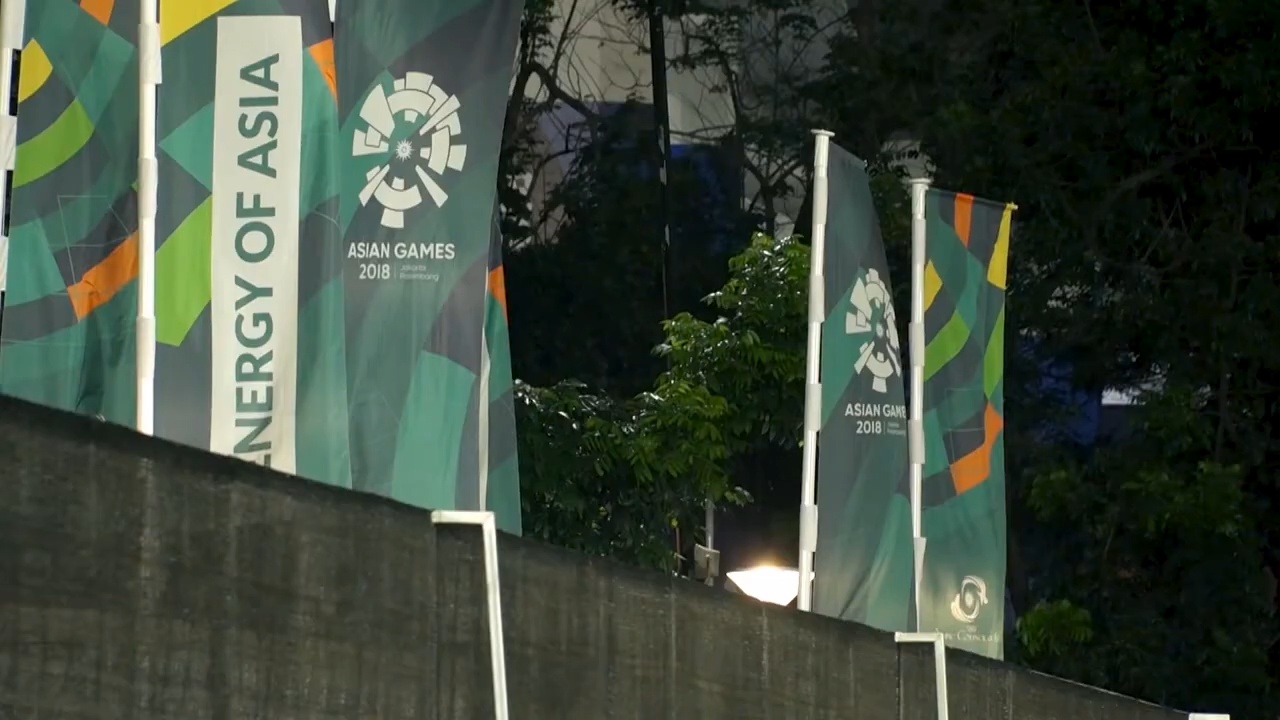 ENERGY OF ASIA
ASIAN GAMES
2018
Jakarta
Palembang
ASIAN GAME
2018